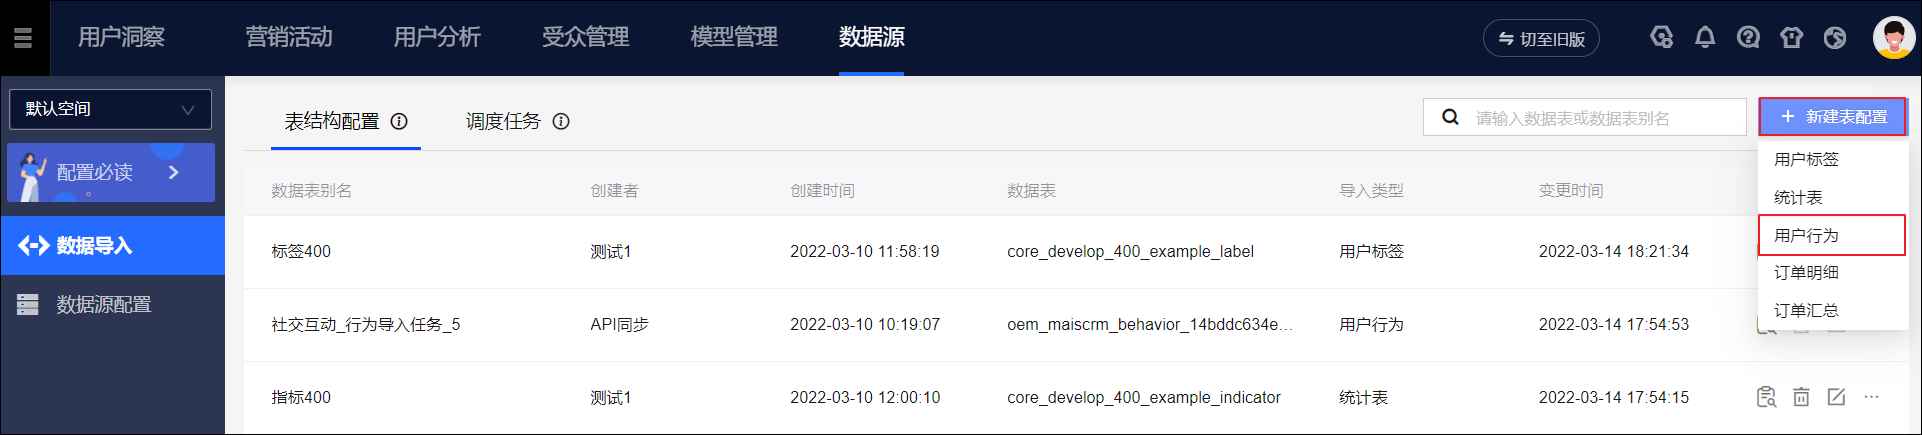 用户洞察 营销活动 用户分析 受众管理 模型管理 数据源 切至旧版
默认空间
配置必读
数据导入
数据源配置
表结构配置 调度任务 请输入数据表或数据表别名 + 新建表配置
用户标签
统计表
用户行为
订单明细
订单汇总
数据表别名 创建者 创建时间 数据表 导入类型 变更时间
标签400 测试1 2022-03-10 11:58:19 core_develop_400_example_label 用户标签 2022-03-14 18:21:34
社交互动_行为导入任务_5 API同步 2022-03-10 10:19:07 oem_maiscrm_behavior_14bddc634e... 用户行为 2022-03-14 17:54:53
指标400 测试1 2022-03-10 12:00:10 core_develop_400_example_indicator 统计表 2022-03-14 17:54:15